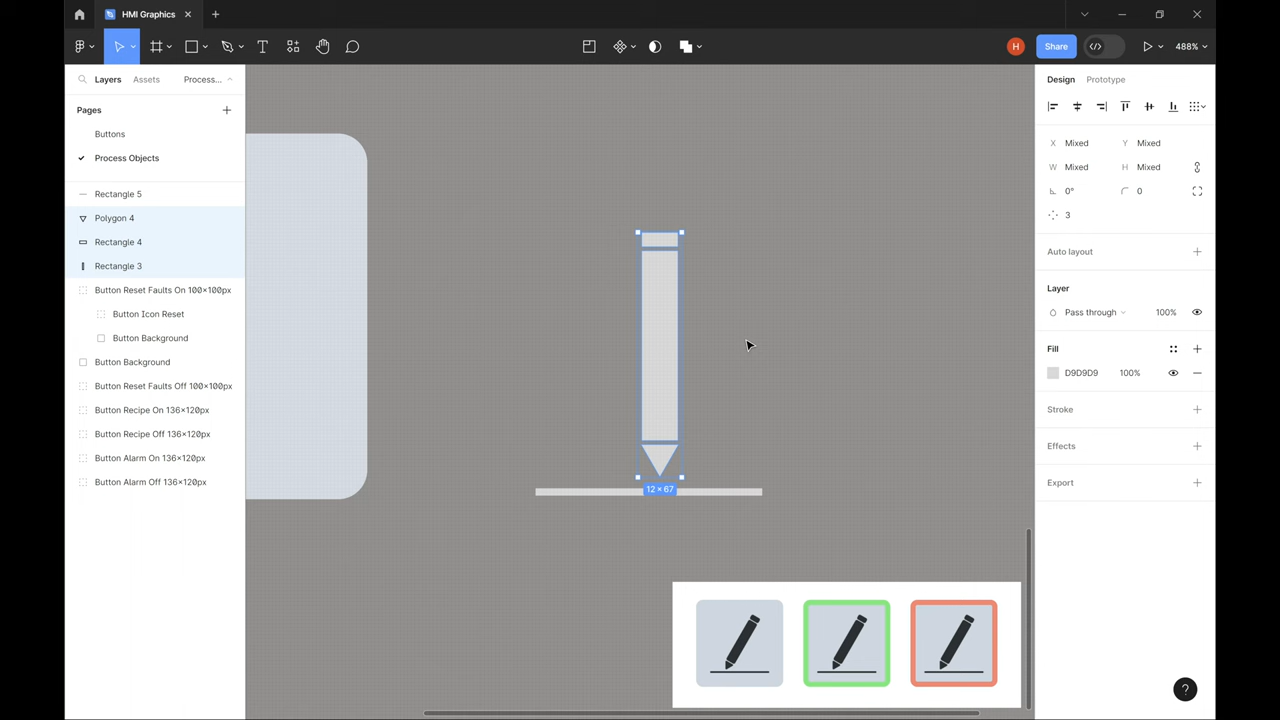 HMI Graphics
Share
488%
Layers
Assets
Process...
Design
Prototype
Pages
Buttons
Process Objects
Rectangle 5
Polygon 4
Rectangle 4
Rectangle 3
Button Reset Faults On 100×100px
Button Icon Reset
Button Background
Button Background
Button Reset Faults Off 100×100px
Button Recipe On 136×120px
Button Recipe Off 136×120px
Button Alarm On 136×120px
Button Alarm Off 136×120px
12 × 67
X Mixed Y Mixed
W Mixed H Mixed
0° 0
3
Auto layout
Layer
Pass through 100%
Fill
D9D9D9 100%
Stroke
Effects
Export
H
?